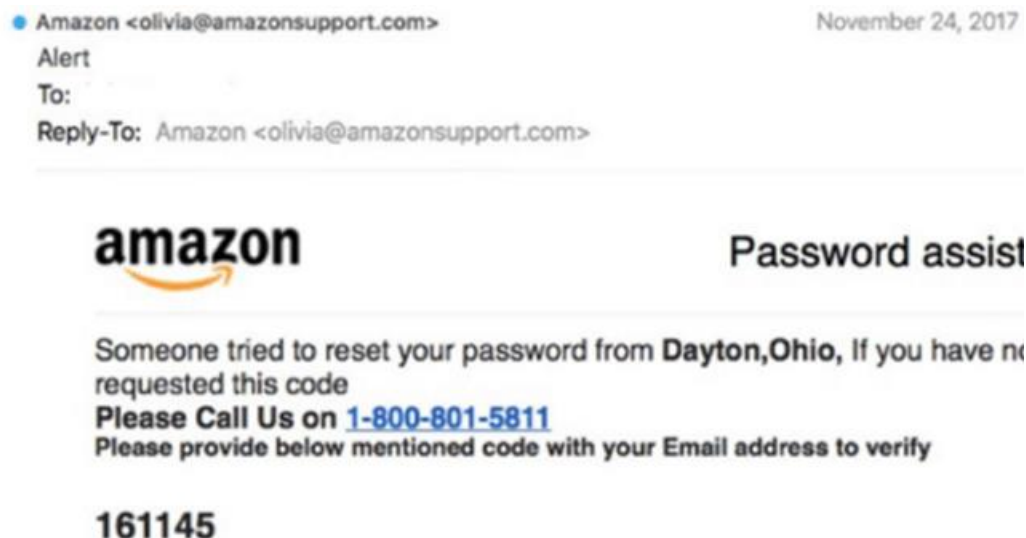 Amazon <olivia@amazonsupport.com> November 24, 2017
Alert
To:
Reply-To: Amazon <olivia@amazonsupport.com>
amazon Password assist
Someone tried to reset your password from Dayton,Ohio, If you have no
requested this code
Please Call Us on 1-800-801-5811
Please provide below mentioned code with your Email address to verify
161145